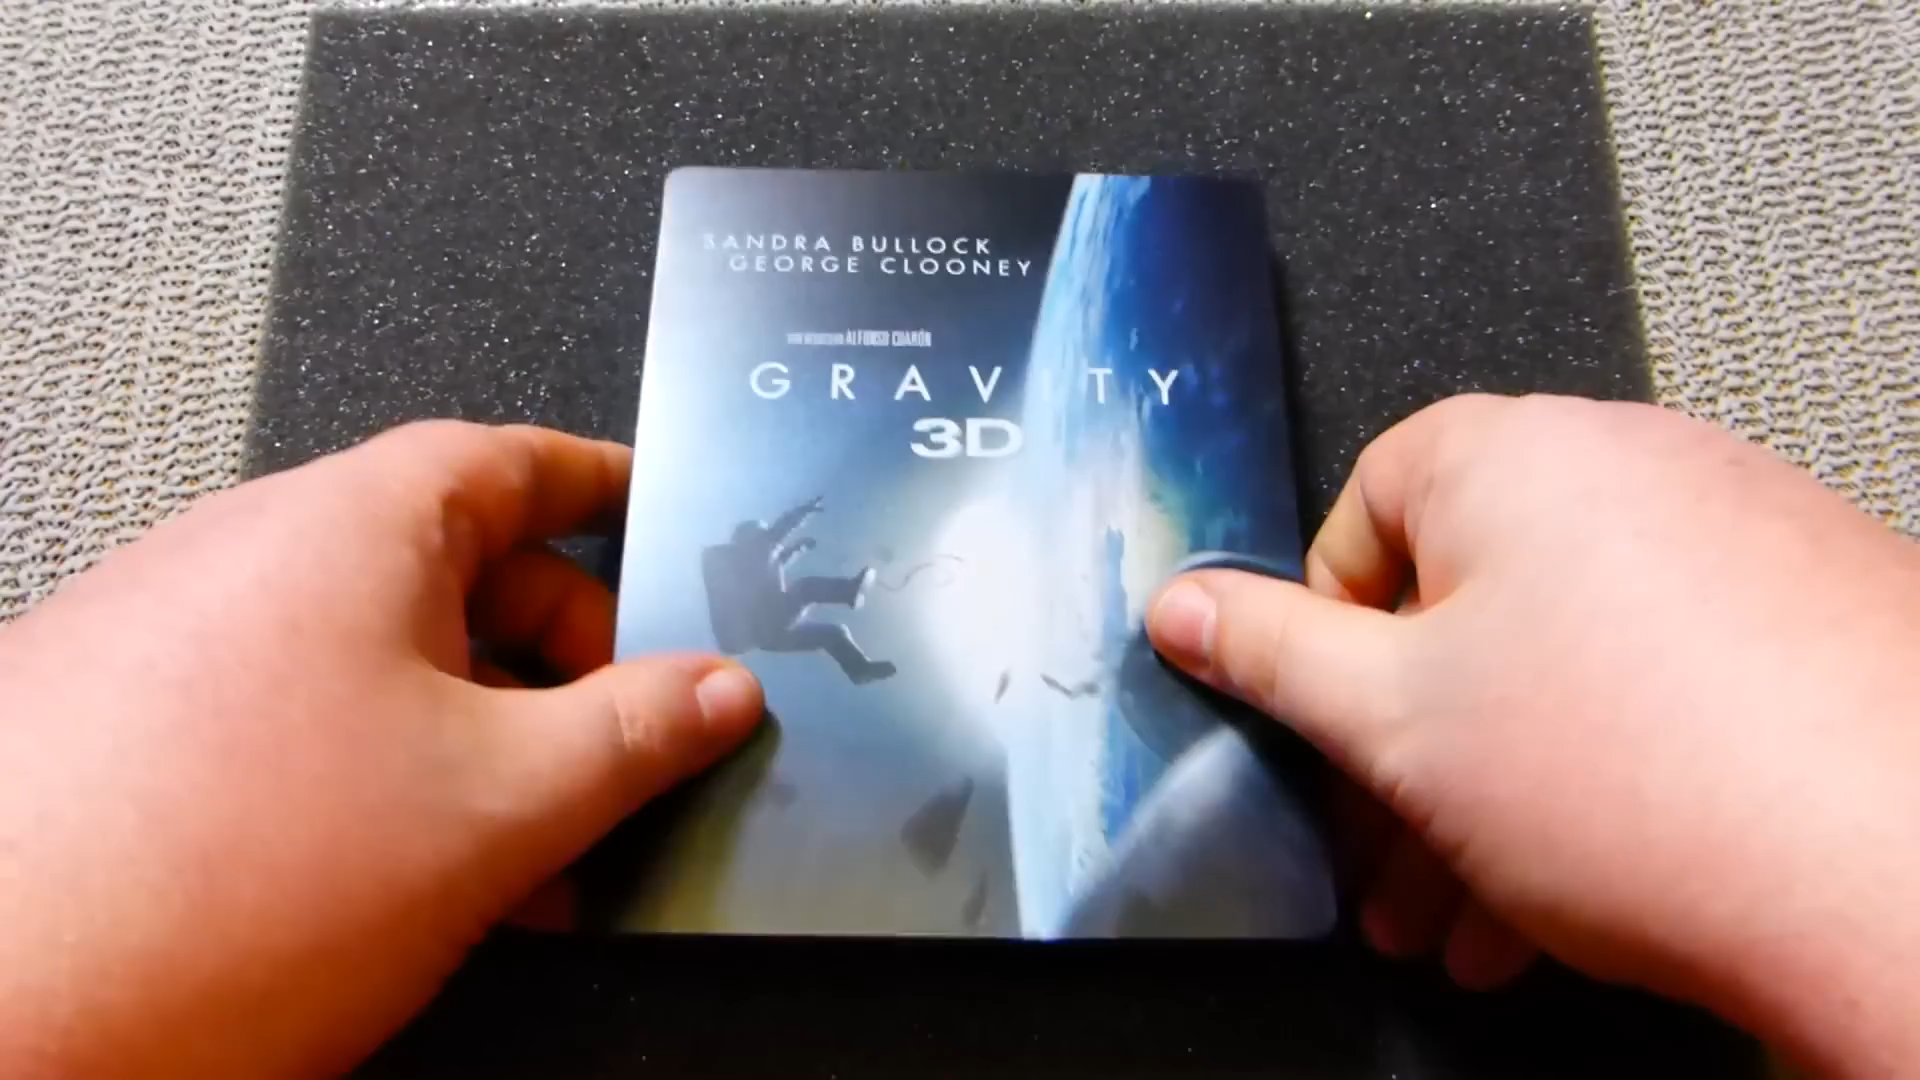 SANDRA BULLOCK
GEORGE CLOONEY
ALFONSO CUARÓN
GRAVITY
3D